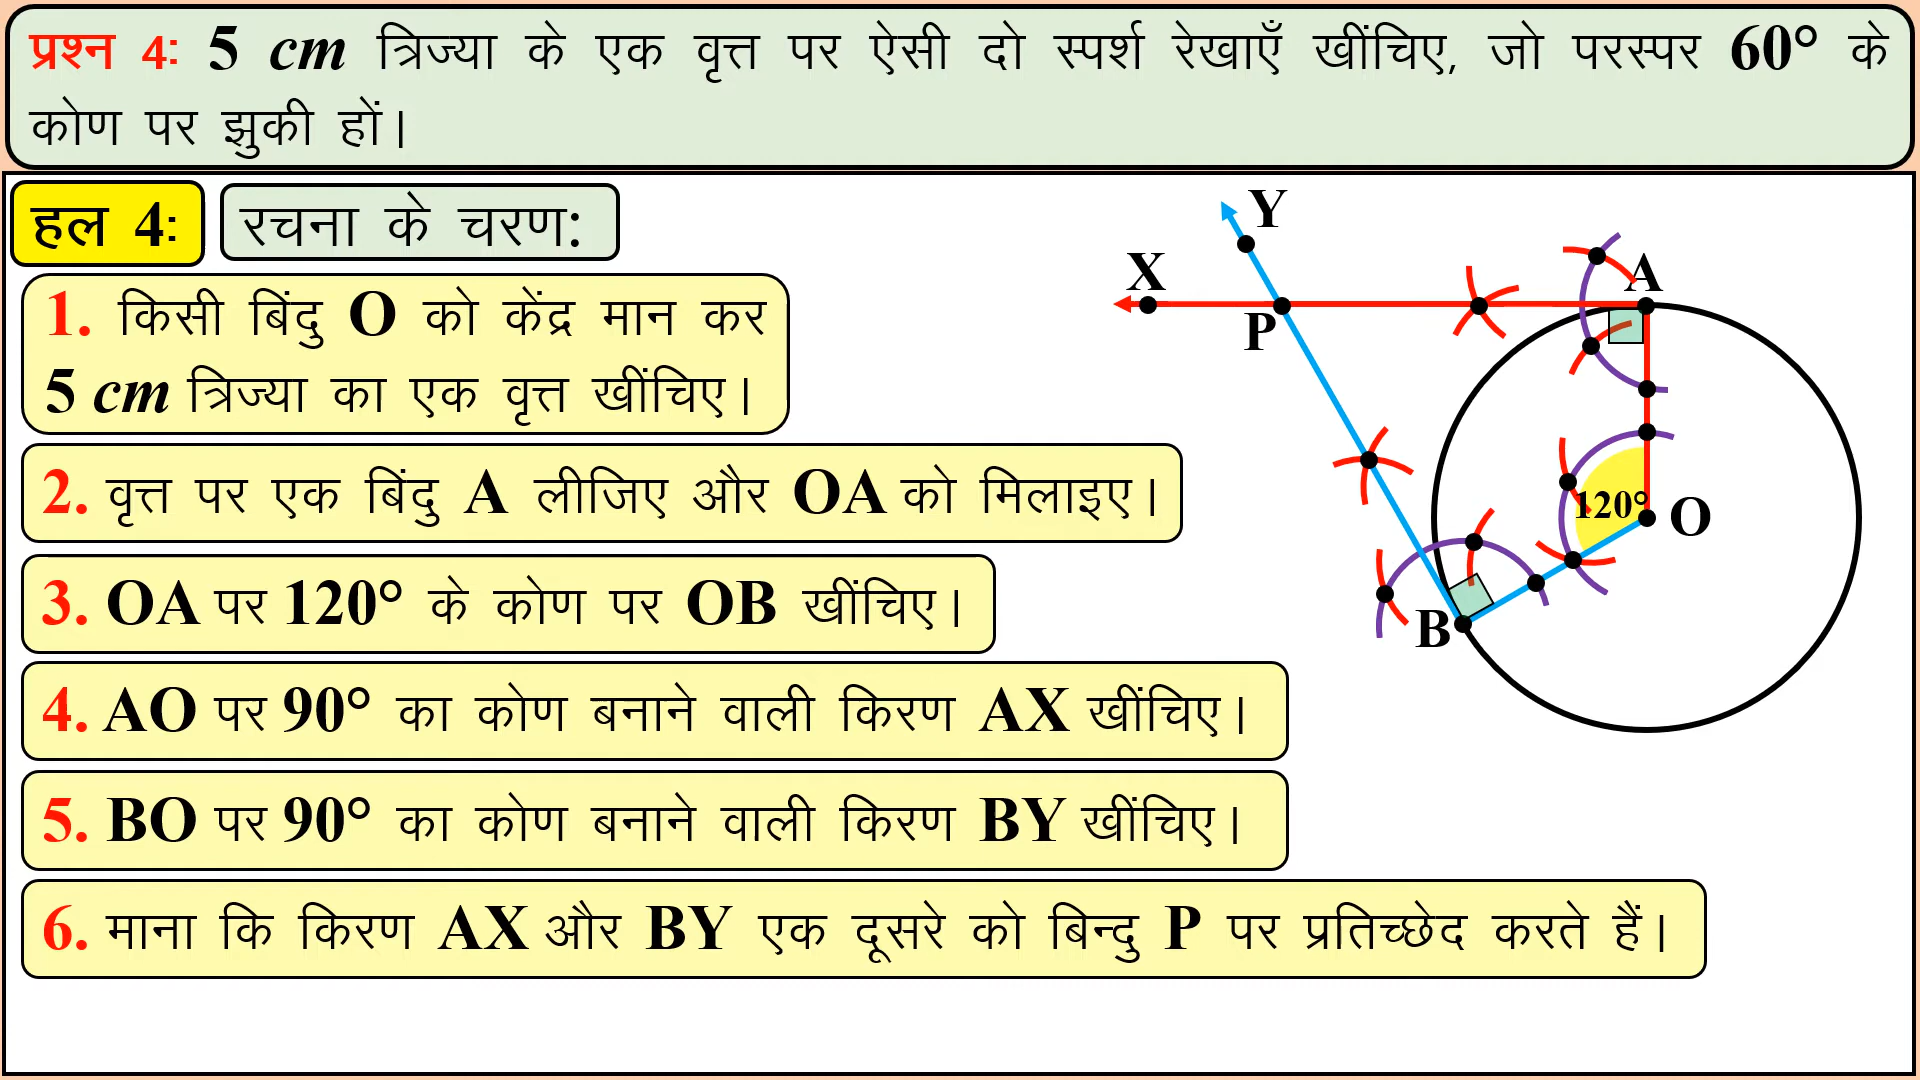 प्रश्न 4: 5 cm त्रिज्या के एक वृत्त पर ऐसी दो स्पर्श रेखाएँ खींचिए, जो परस्पर 60° के
कोण पर झुकी हों।
हल 4:
रचना के चरण:
1. किसी बिंदु O को केंद्र मान कर
5 cm त्रिज्या का एक वृत्त खींचिए।
2. वृत्त पर एक बिंदु A लीजिए और OA को मिलाइए।
3. OA पर 120° के कोण पर OB खींचिए।
4. AO पर 90° का कोण बनाने वाली किरण AX खींचिए।
5. BO पर 90° का कोण बनाने वाली किरण BY खींचिए।
6. माना कि किरण AX और BY एक दूसरे को बिन्दु P पर प्रतिच्छेद करते हैं।
Y
X
A
P
120°
O
B